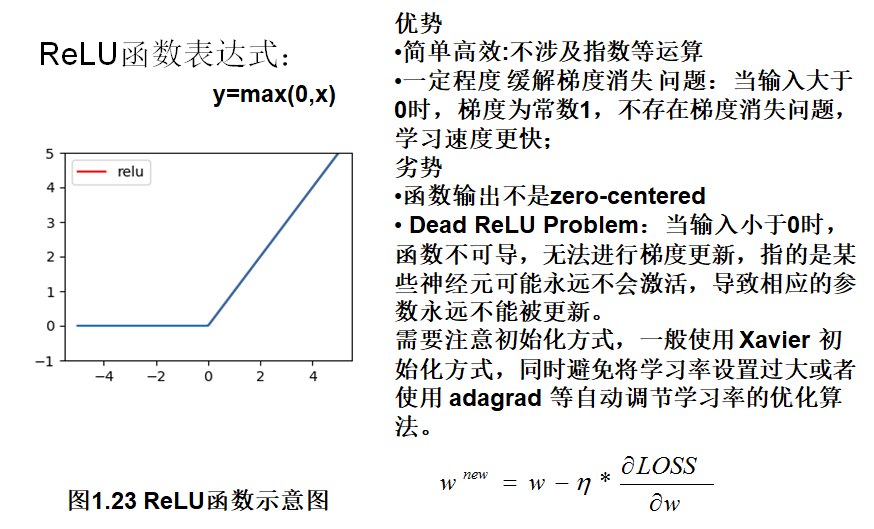 ReLU函数表达式：
y=max(0,x)
5
4
3
2
1
0
−1
relu
−4
−2
0
2
4
图1.23 ReLU函数示意图
优势
•简单高效:不涉及指数等运算
•一定程度 缓解梯度消失 问题：当输入大于
0时，梯度为常数1，不存在梯度消失问题，
学习速度更快；
劣势
•函数输出不是zero-centered
• Dead ReLU Problem：当输入小于0时，
函数不可导，无法进行梯度更新，指的是某
些神经元可能永远不会激活，导致相应的参
数永远不能被更新。
需要注意初始化方式，一般使用 Xavier 初
始化方式，同时避免将学习率设置过大或者
使用 adagrad 等自动调节学习率的优化算
法。
w^{new} = w − η * ∂LOSS / ∂w